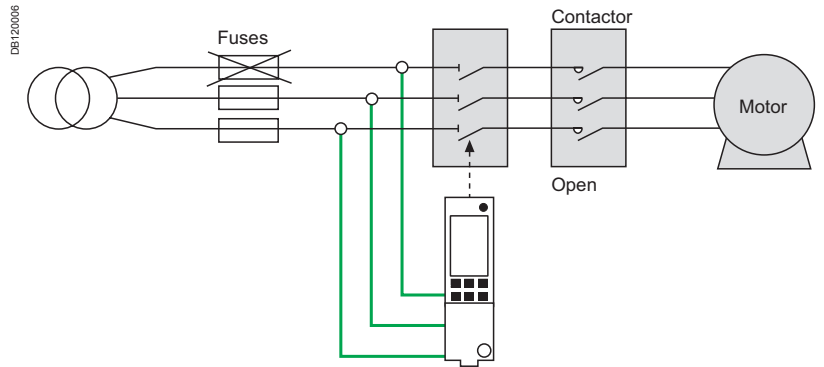 DB120006
Fuses
Contactor
Motor
Open